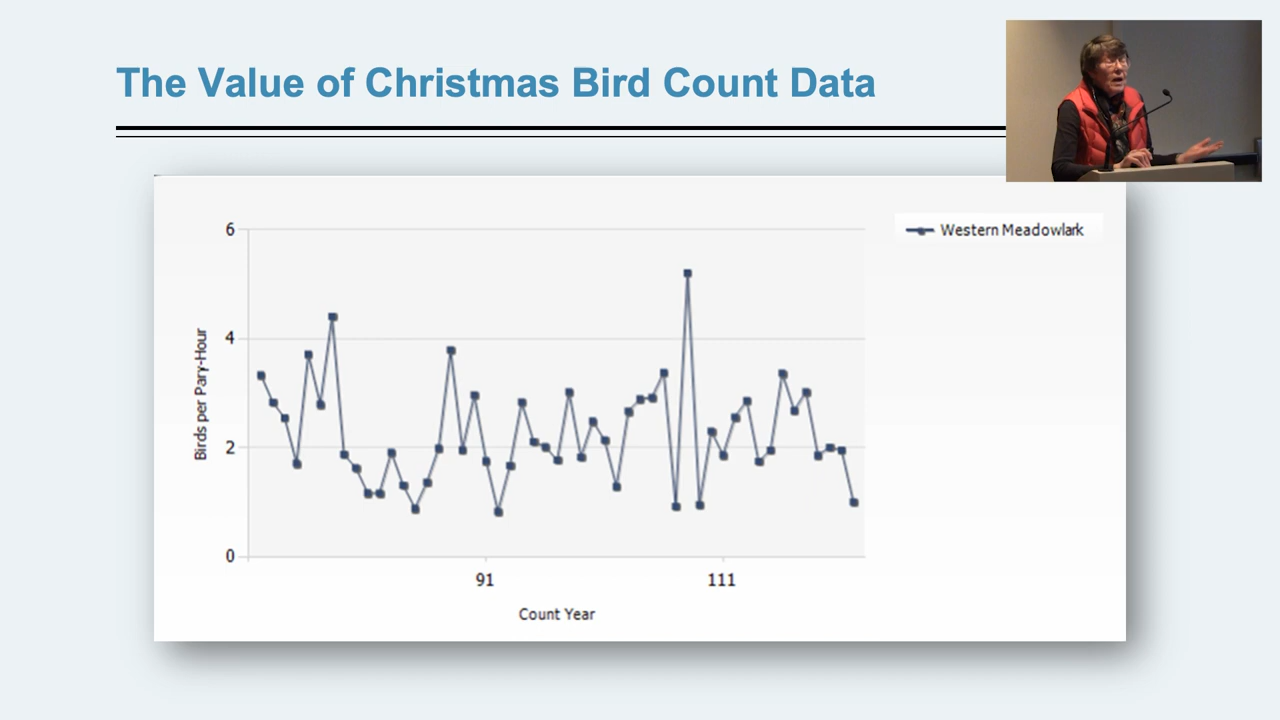 The Value of Christmas Bird Count Data
Western Meadowlark
6
4
2
0
Birds per Pary-Hour
91
111
Count Year